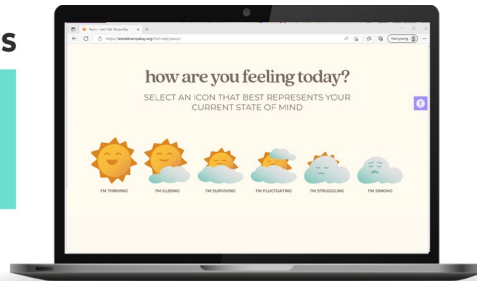 s
how are you feeling today?
SELECT AN ICON THAT BEST REPRESENTS YOUR
CURRENT STATE OF MIND
I'M THRIVING I'M GLIDING I'M SURVIVING I'M FLUCTUATING I'M STRUGGLING I'M SINKING